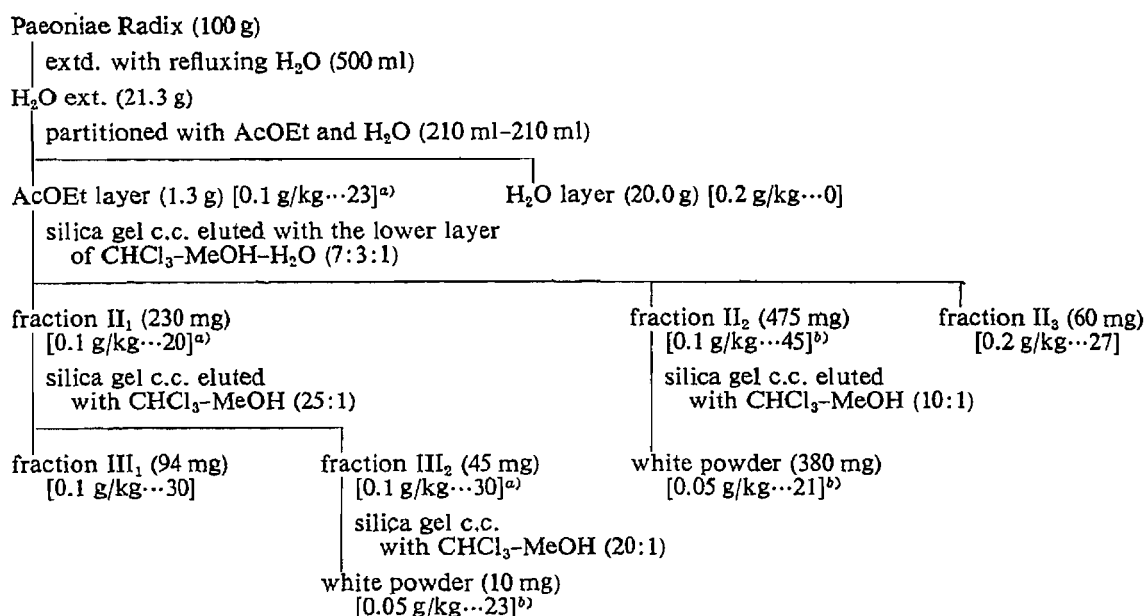 Paeoniae Radix (100 g)
extd. with refluxing H₂O (500 ml)
H₂O ext. (21.3 g)
partitioned with AcOEt and H₂O (210 ml–210 ml)
AcOEt layer (1.3 g) [0.1 g/kg···23]ᵃ⁾ H₂O layer (20.0 g) [0.2 g/kg···0]
silica gel c.c. eluted with the lower layer
of CHCl₃–MeOH–H₂O (7:3:1)
fraction II₁ (230 mg) fraction II₂ (475 mg) fraction II₃ (60 mg)
[0.1 g/kg···20]ᵃ⁾ [0.1 g/kg···45]ᵇ⁾ [0.2 g/kg···27]
silica gel c.c. eluted silica gel c.c. eluted
with CHCl₃–MeOH (25:1) with CHCl₃–MeOH (10:1)
fraction III₁ (94 mg) fraction III₂ (45 mg) white powder (380 mg)
[0.1 g/kg···30] [0.1 g/kg···30]ᵃ⁾ [0.05 g/kg···21]ᵇ⁾
silica gel c.c.
with CHCl₃–MeOH (20:1)
white powder (10 mg)
[0.05 g/kg···23]ᵇ⁾